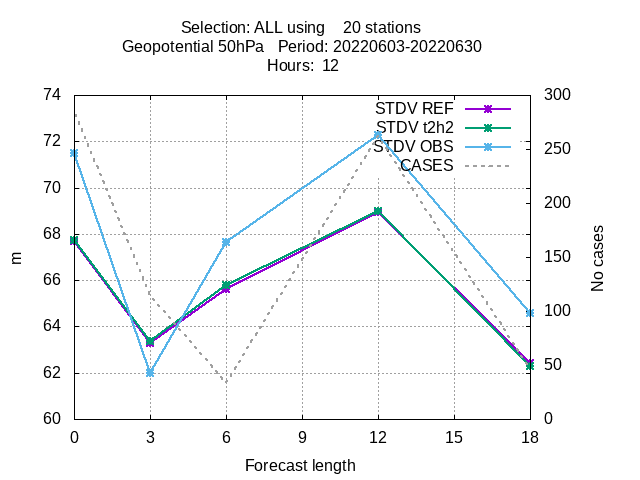 Selection: ALL using    20 stations
Geopotential 50hPa   Period: 20220603-20220630
Hours:  12
74 300
STDV REF
STDV t2h2
72 250
STDV OBS
CASES
70 200
68
66 150
64 100
62 50
60 0
m
No cases
0 3 6 9 12 15 18
Forecast length